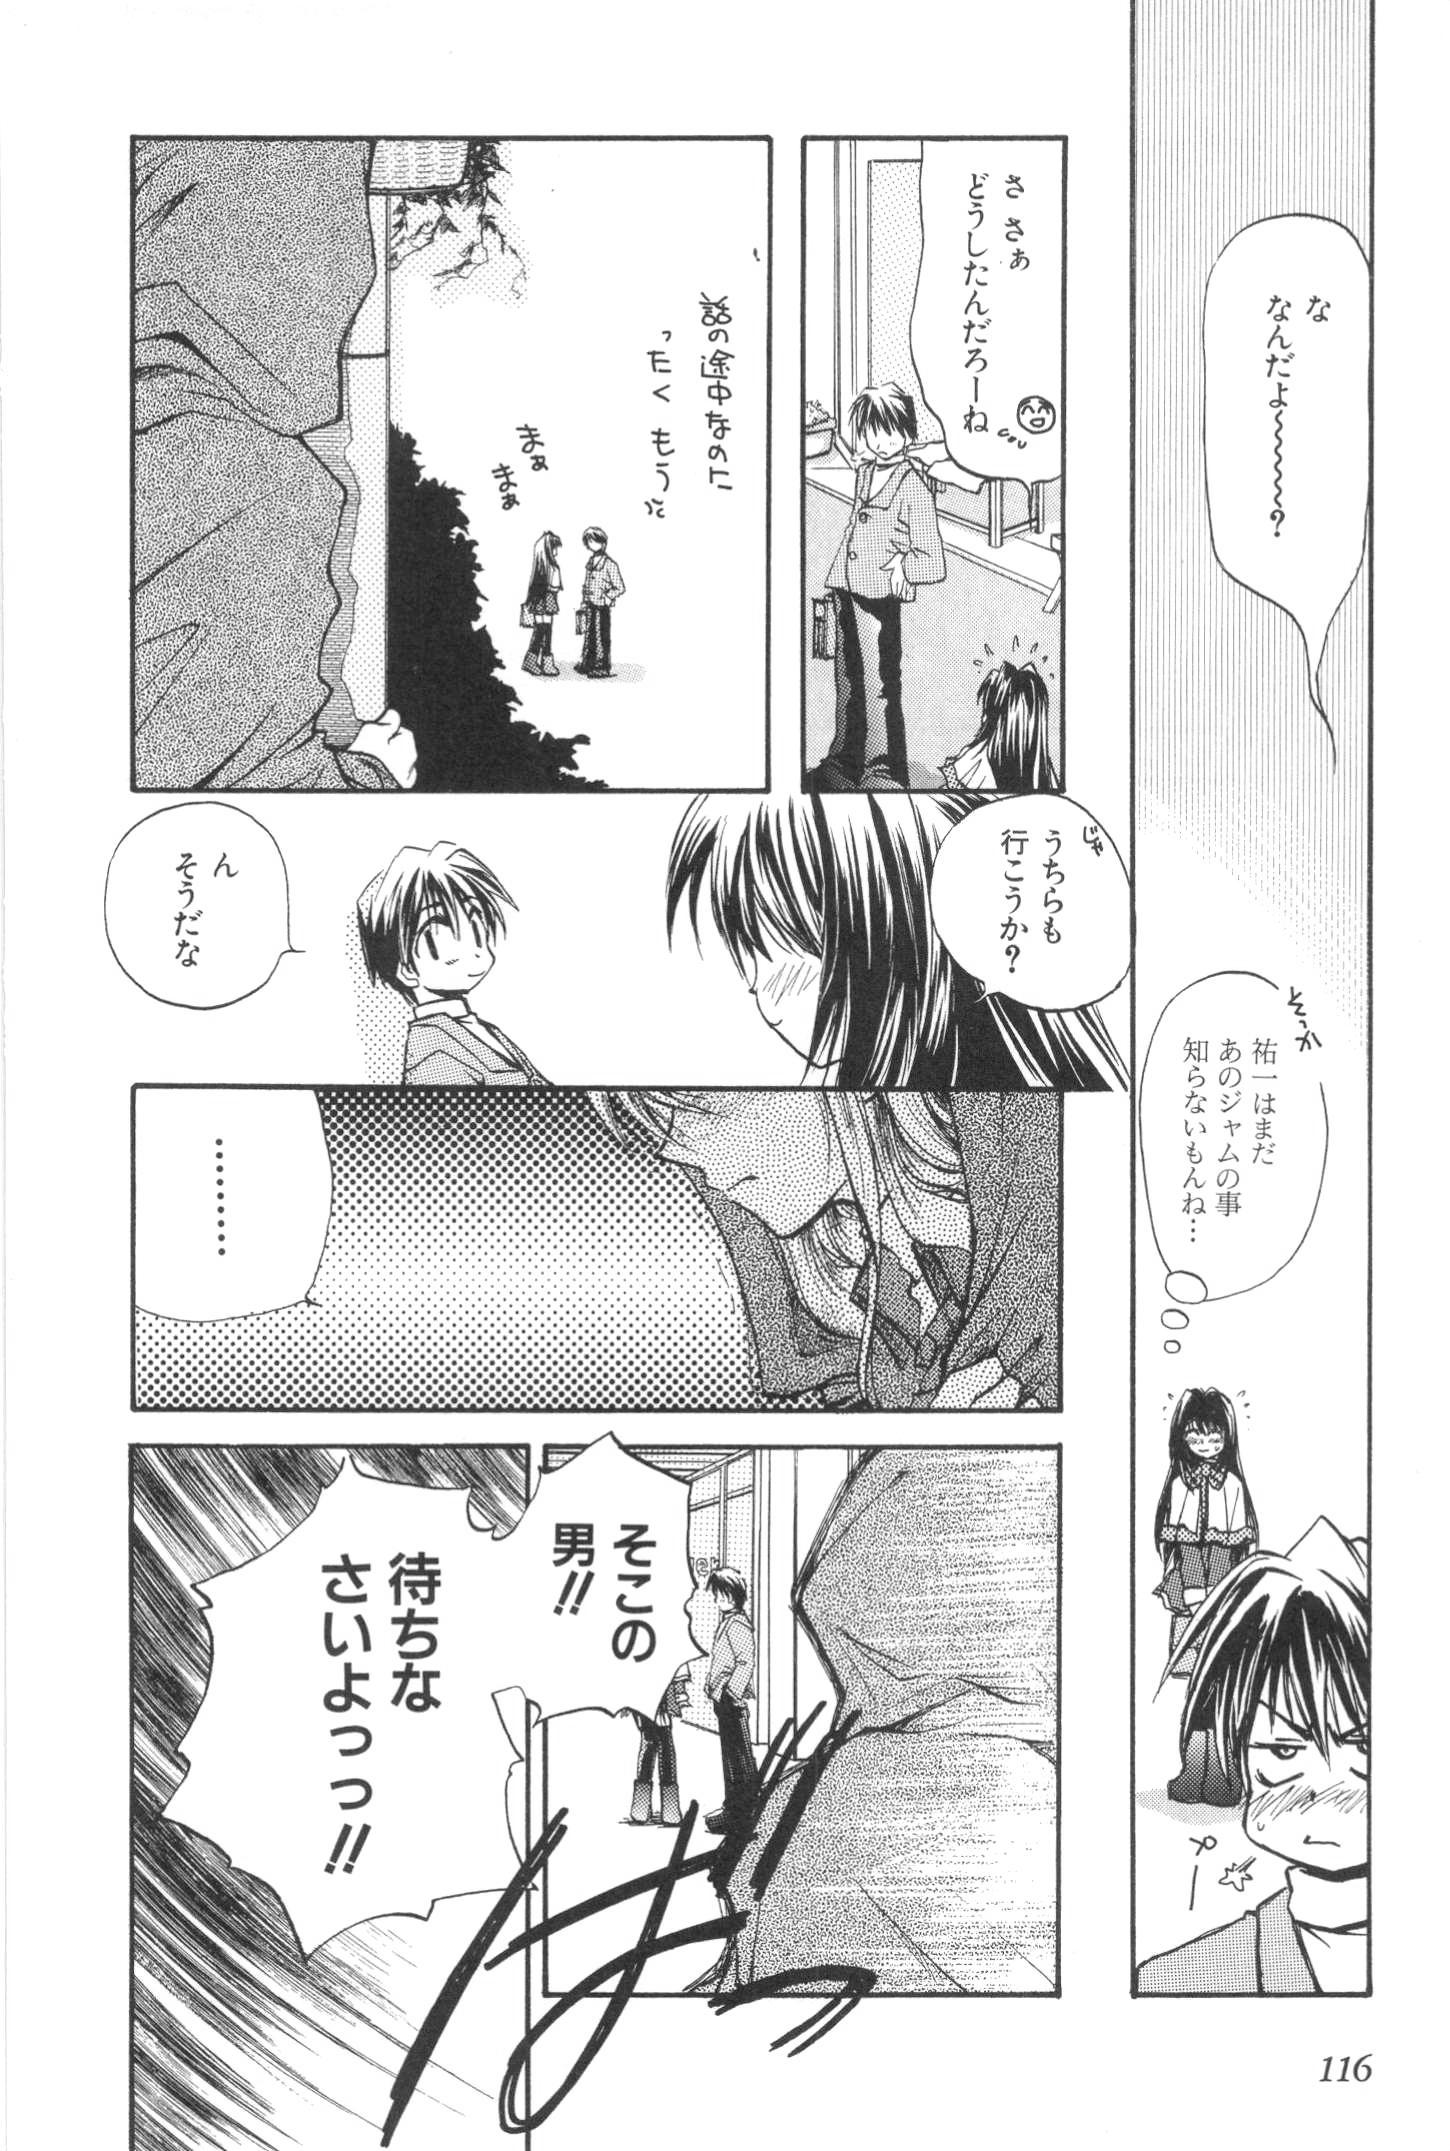 な
なんだよ〜〜〜〜?
そっか
祐一はまだ
あのジャムの事
知らないもんね…
さ さぁ
どうしたんだろーね
話の途中なのに
ったく もう
まぁ
まぁ
じゃ
うちらも
行こうか?
ん
そうだな
………
そこの
男!!
待ちな
さいよっっ!!
ばっ
116